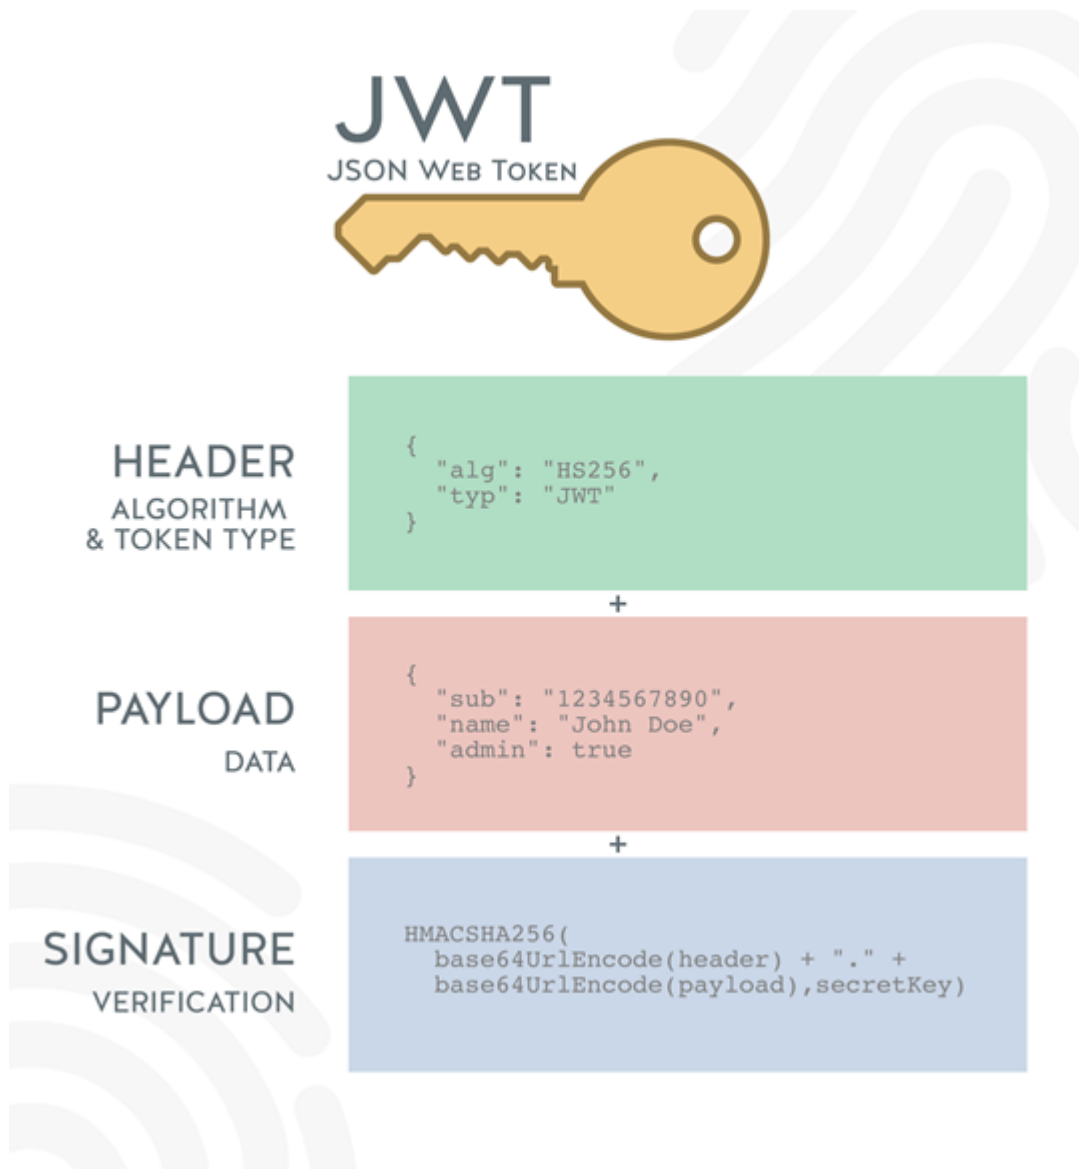 JWT
JSON WEB TOKEN
HEADER
ALGORITHM
& TOKEN TYPE
{
"alg": "HS256",
"typ": "JWT"
}
+
PAYLOAD
DATA
{
"sub": "1234567890",
"name": "John Doe",
"admin": true
}
+
SIGNATURE
VERIFICATION
HMACSHA256(
base64UrlEncode(header) + "." +
base64UrlEncode(payload),secretKey)